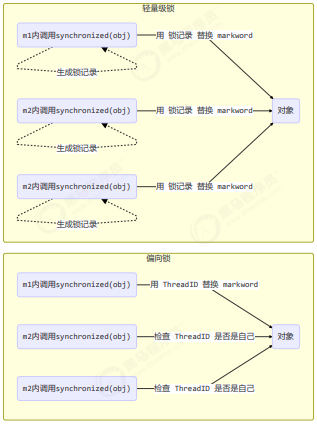 轻量级锁
m1内调用synchronized(obj)
用 锁记录 替换 markword
生成锁记录
m2内调用synchronized(obj)
用 锁记录 替换 markword
对象
生成锁记录
m2内调用synchronized(obj)
用 锁记录 替换 markword
生成锁记录
偏向锁
m1内调用synchronized(obj)
用 ThreadID 替换 markword
m2内调用synchronized(obj)
检查 ThreadID 是否是自己
对象
m2内调用synchronized(obj)
检查 ThreadID 是否是自己